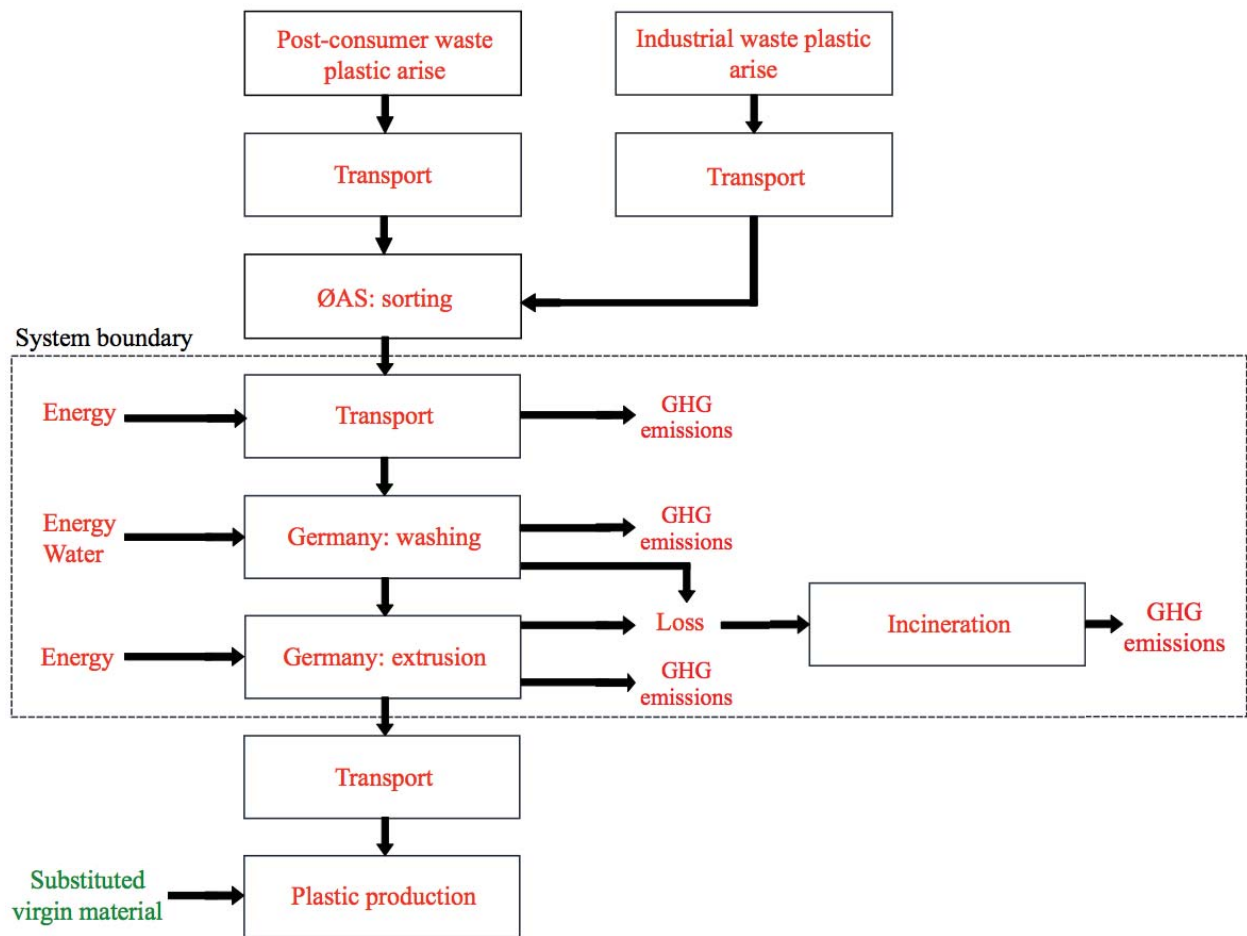 Post-consumer waste
plastic arise
Industrial waste plastic
arise
Transport
Transport
ØAS: sorting
System boundary
Energy
Transport
GHG
emissions
Energy
Water
Germany: washing
GHG
emissions
Energy
Germany: extrusion
Loss
GHG
emissions
Incineration
GHG
emissions
Transport
Substituted
virgin material
Plastic production